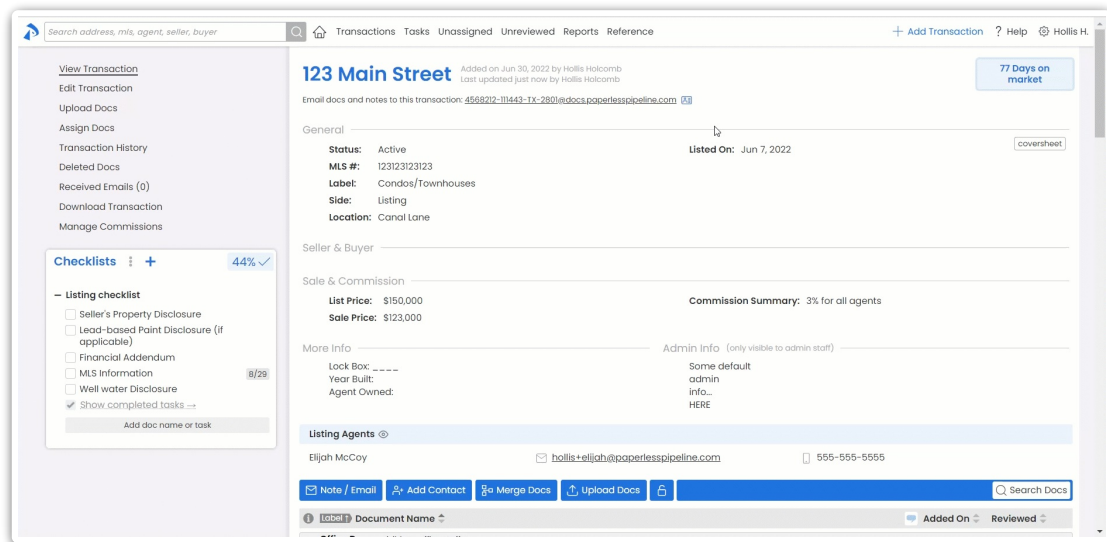 Search address, mls, agent, seller, buyer
Transactions Tasks Unassigned Unreviewed Reports Reference
+ Add Transaction ? Help Hollis H.
View Transaction
Edit Transaction
Upload Docs
Assign Docs
Transaction History
Deleted Docs
Received Emails (0)
Download Transaction
Manage Commissions
Checklists + 44%
Listing checklist
Seller's Property Disclosure
Lead-based Paint Disclosure (if
applicable)
Financial Addendum
MLS Information 8/29
Well water Disclosure
Show completed tasks →
Add doc name or task
123 Main Street
Added on Jun 30, 2022 by Hollis Holcomb
Last updated just now by Hollis Holcomb
77 Days on
market
Email docs and notes to this transaction: 4568212-111443-TX-2801@docs.paperlesspipeline.com
General
coversheet
Status: Active Listed On: Jun 7, 2022
MLS #: 123123123123
Label: Condos/Townhouses
Side: Listing
Location: Canal Lane
Seller & Buyer
Sale & Commission
List Price: $150,000 Commission Summary: 3% for all agents
Sale Price: $123,000
More Info
Lock Box: _ _ _ _
Year Built:
Agent Owned:
Admin Info (only visible to admin staff)
Some default
admin
info...
HERE
Listing Agents
Elijah McCoy hollis+elijah@paperlesspipeline.com 555-555-5555
Note / Email Add Contact Merge Docs Upload Docs Search Docs
Label Document Name Added On Reviewed